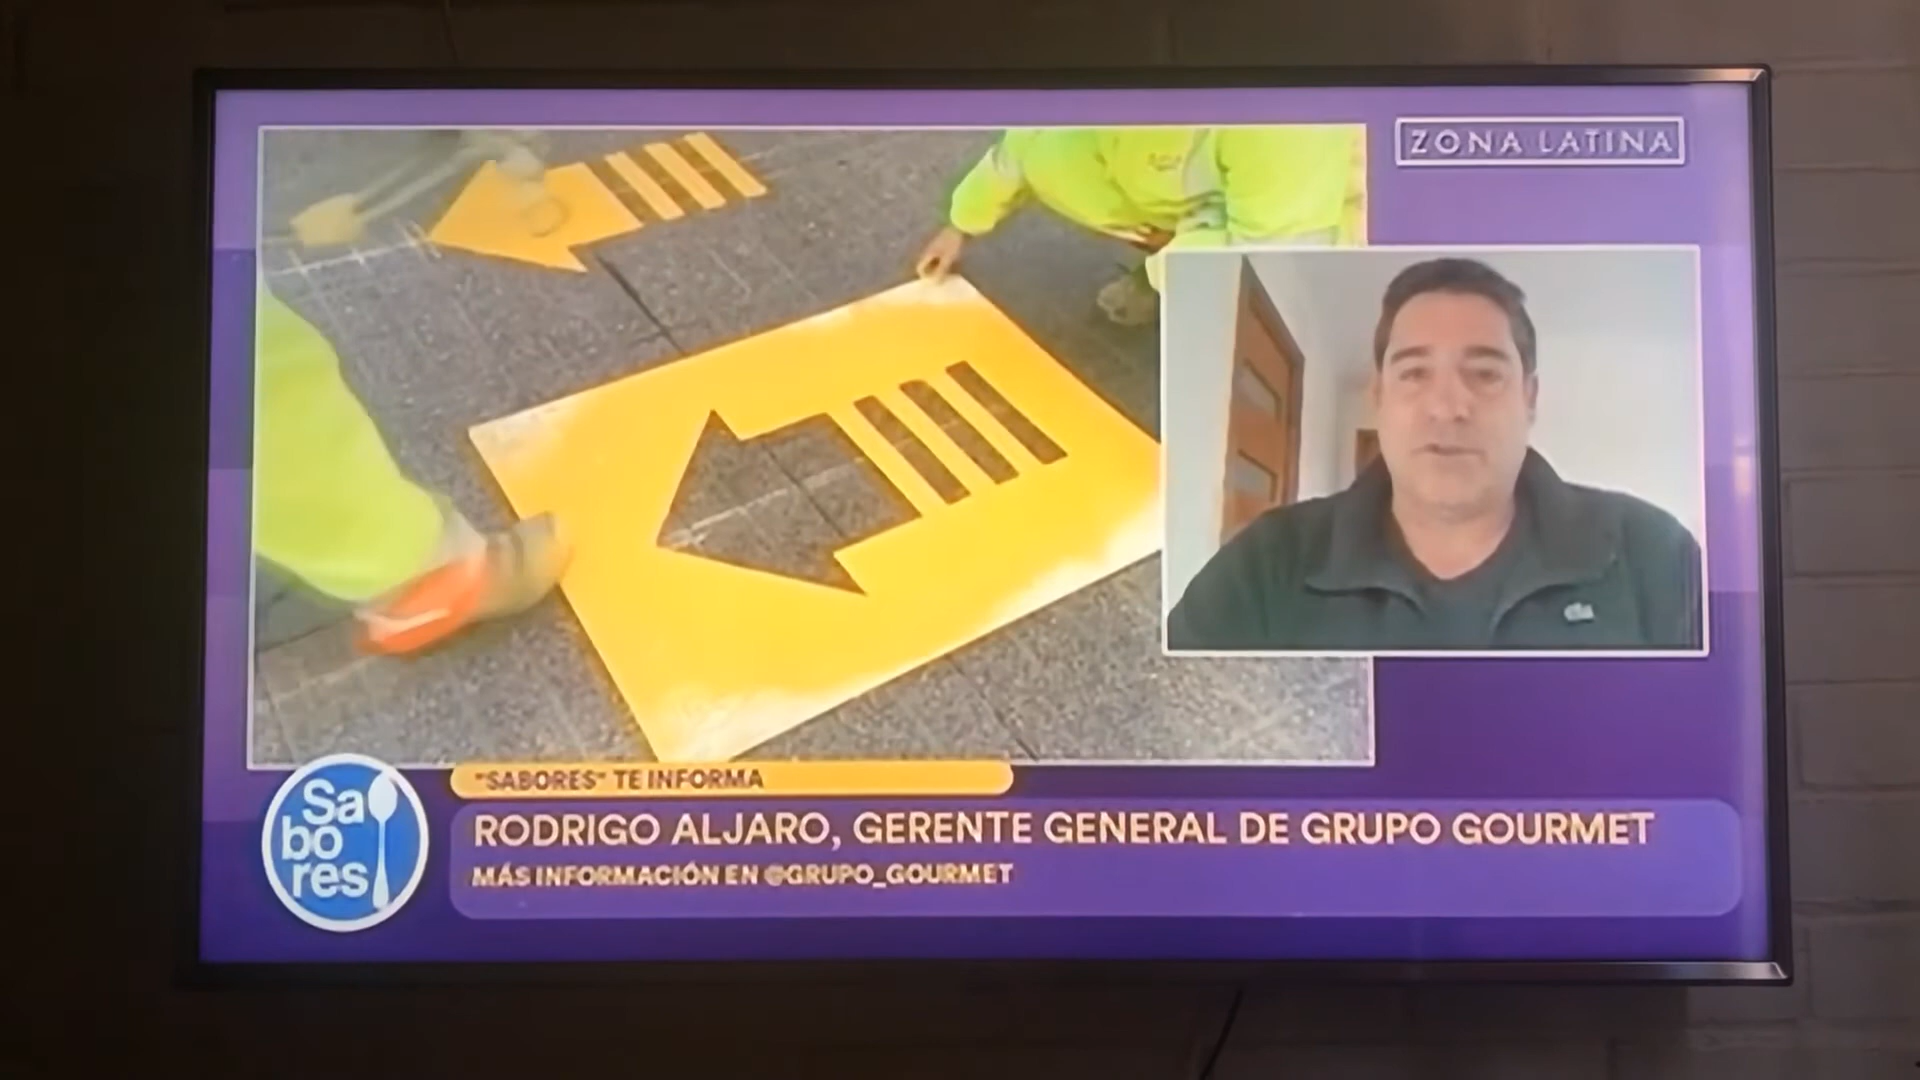 ZONA LATINA
"SABORES" TE INFORMA
Sa
bo
res
RODRIGO ALJARO, GERENTE GENERAL DE GRUPO GOURMET
MÁS INFORMACIÓN EN @GRUPO_GOURMET